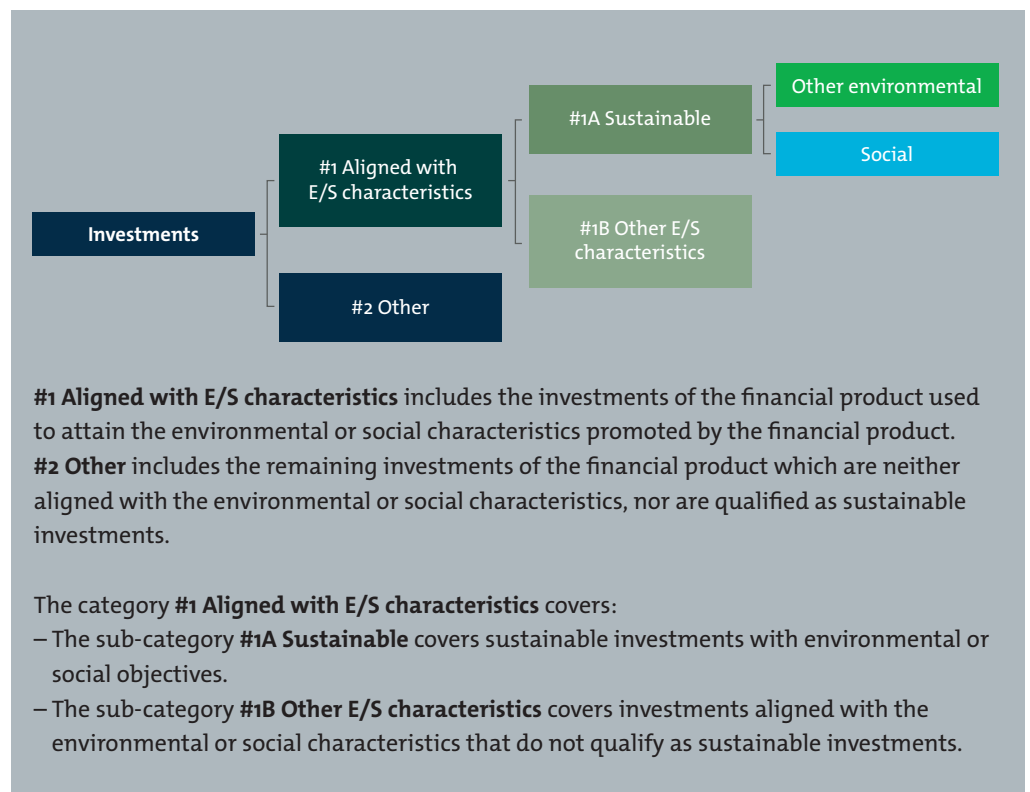 Other environmental
#1A Sustainable
Social
#1 Aligned with
E/S characteristics
Investments
#1B Other E/S
characteristics
#2 Other
#1 Aligned with E/S characteristics includes the investments of the financial product used
to attain the environmental or social characteristics promoted by the financial product.
#2 Other includes the remaining investments of the financial product which are neither
aligned with the environmental or social characteristics, nor are qualified as sustainable
investments.
The category #1 Aligned with E/S characteristics covers:
– The sub-category #1A Sustainable covers sustainable investments with environmental or
social objectives.
– The sub-category #1B Other E/S characteristics covers investments aligned with the
environmental or social characteristics that do not qualify as sustainable investments.